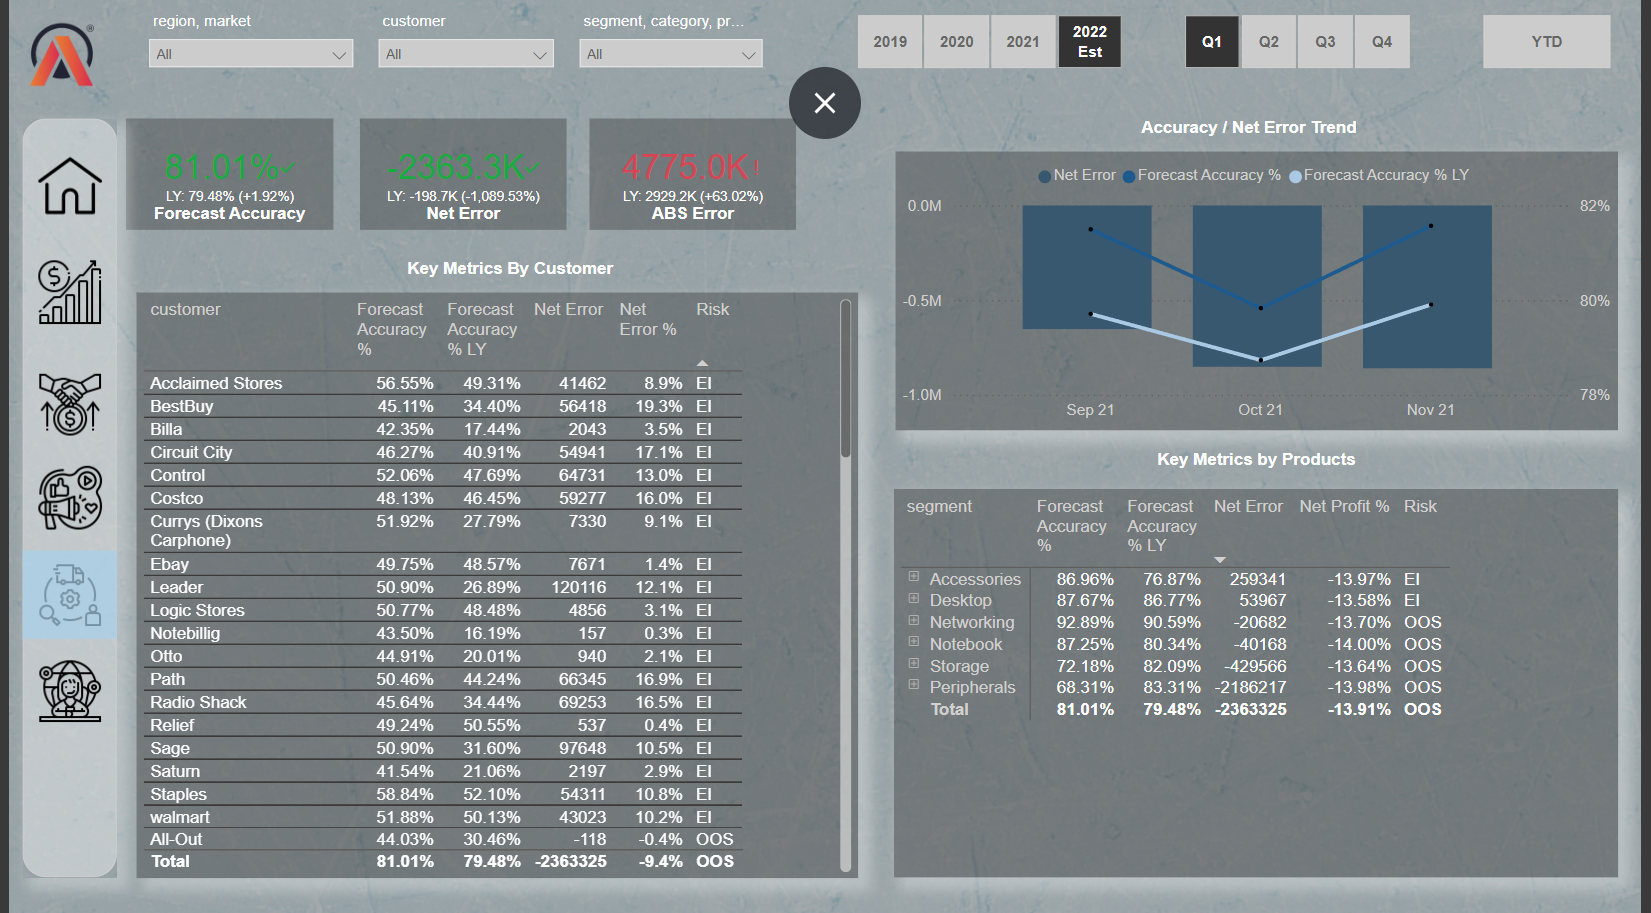 region, market
customer
segment, category, pr...
All
All
All
2019
2020
2021
2022
Est
Q1
Q2
Q3
Q4
YTD
81.01%
LY: 79.48% (+1.92%)
Forecast Accuracy
-2363.3K
LY: -198.7K (-1,089.53%)
Net Error
4775.0K
LY: 2929.2K (+63.02%)
ABS Error
Key Metrics By Customer
customer Forecast Accuracy % Forecast Accuracy % LY Net Error Net Error % Risk
Acclaimed Stores 56.55% 49.31% 41462 8.9% EI
BestBuy 45.11% 34.40% 56418 19.3% EI
Billa 42.35% 17.44% 2043 3.5% EI
Circuit City 46.27% 40.91% 54941 17.1% EI
Control 52.06% 47.69% 64731 13.0% EI
Costco 48.13% 46.45% 59277 16.0% EI
Currys (Dixons 51.92% 27.79% 7330 9.1% EI
Carphone)
Ebay 49.75% 48.57% 7671 1.4% EI
Leader 50.90% 26.89% 120116 12.1% EI
Logic Stores 50.77% 48.48% 4856 3.1% EI
Notebillig 43.50% 16.19% 157 0.3% EI
Otto 44.91% 20.01% 940 2.1% EI
Path 50.46% 44.24% 66345 16.9% EI
Radio Shack 45.64% 34.44% 69253 16.5% EI
Relief 49.24% 50.55% 537 0.4% EI
Sage 50.90% 31.60% 97648 10.5% EI
Saturn 41.54% 21.06% 2197 2.9% EI
Staples 58.84% 52.10% 54311 10.8% EI
walmart 51.88% 50.13% 43023 10.2% EI
All-Out 44.03% 30.46% -118 -0.4% OOS
Total 81.01% 79.48% -2363325 -9.4% OOS
Accuracy / Net Error Trend
Net Error Forecast Accuracy % Forecast Accuracy % LY
0.0M 82%
-0.5M 80%
-1.0M 78%
Sep 21 Oct 21 Nov 21
Key Metrics by Products
segment Forecast Accuracy % Forecast Accuracy % LY Net Error Net Profit % Risk
Accessories 86.96% 76.87% 259341 -13.97% EI
Desktop 87.67% 86.77% 53967 -13.58% EI
Networking 92.89% 90.59% -20682 -13.70% OOS
Notebook 87.25% 80.34% -40168 -14.00% OOS
Storage 72.18% 82.09% -429566 -13.64% OOS
Peripherals 68.31% 83.31% -2186217 -13.98% OOS
Total 81.01% 79.48% -2363325 -13.91% OOS